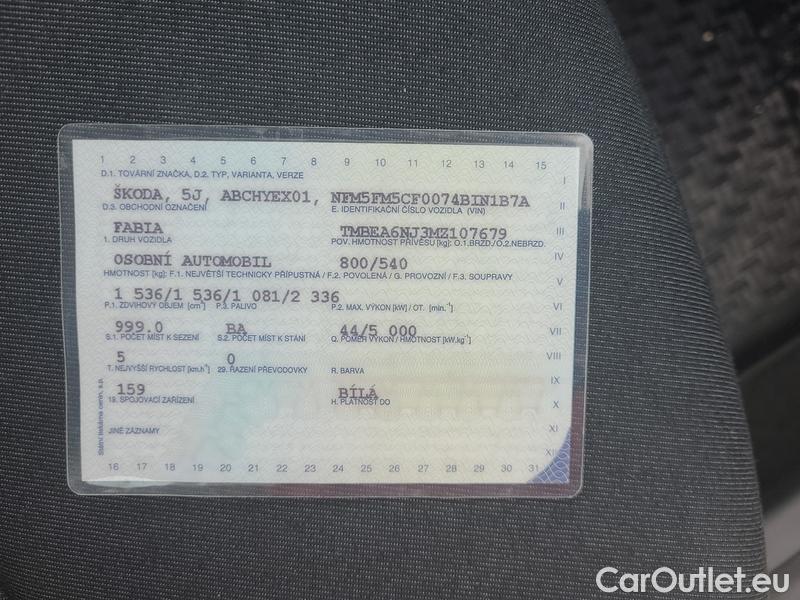 1 2 3 4 5 6 7 8 9 10 11 12 13 14 15
D.1. TOVÁRNÍ ZNAČKA, D.2. TYP, VARIANTA, VERZE
I
ŠKODA, 5J, ABCHYEX01, NFM5FM5CF0074BIN1B7A
D.3. OBCHODNÍ OZNAČENÍ E. IDENTIFIKAČNÍ ČÍSLO VOZIDLA (VIN)
II
FABIA TMBEA6NJ3MZ107679
III
1. DRUH VOZIDLA POV. HMOTNOST PŘÍVĚSU [kg]: O.1.BRZD./O.2.NEBRZD.
OSOBNÍ AUTOMOBIL 800/540
IV
HMOTNOST [kg]: F.1. NEJVĚTŠÍ TECHNICKY PŘÍPUSTNÁ / F.2. POVOLENÁ / G. PROVOZNÍ / F.3. SOUPRAVY
V
1 536/1 536/1 081/2 336
P.1. ZDVIHOVÝ OBJEM [cm³] P.3. PALIVO P.2. MAX. VÝKON [kW] / OT. [min.⁻¹]
VI
999.0 BA 44/5 000
VII
S.1. POČET MÍST K SEZENÍ S.2. POČET MÍST K STÁNÍ Q. POMĚR VÝKON / HMOTNOST [kW.kg⁻¹]
5 0
VIII
T. NEJVYŠŠÍ RYCHLOST [km.h⁻¹] 29. ŘAZENÍ PŘEVODOVKY R. BARVA
159 BÍLÁ
IX
19. SPOJOVACÍ ZAŘÍZENÍ H. PLATNOST DO
X
JINÉ ZÁZNAMY
XI
XII
16 17 18 19 20 21 22 23 24 25 26 27 28 29 30 31
Státní tiskárna cenin, s.p.
CarOutlet.eu